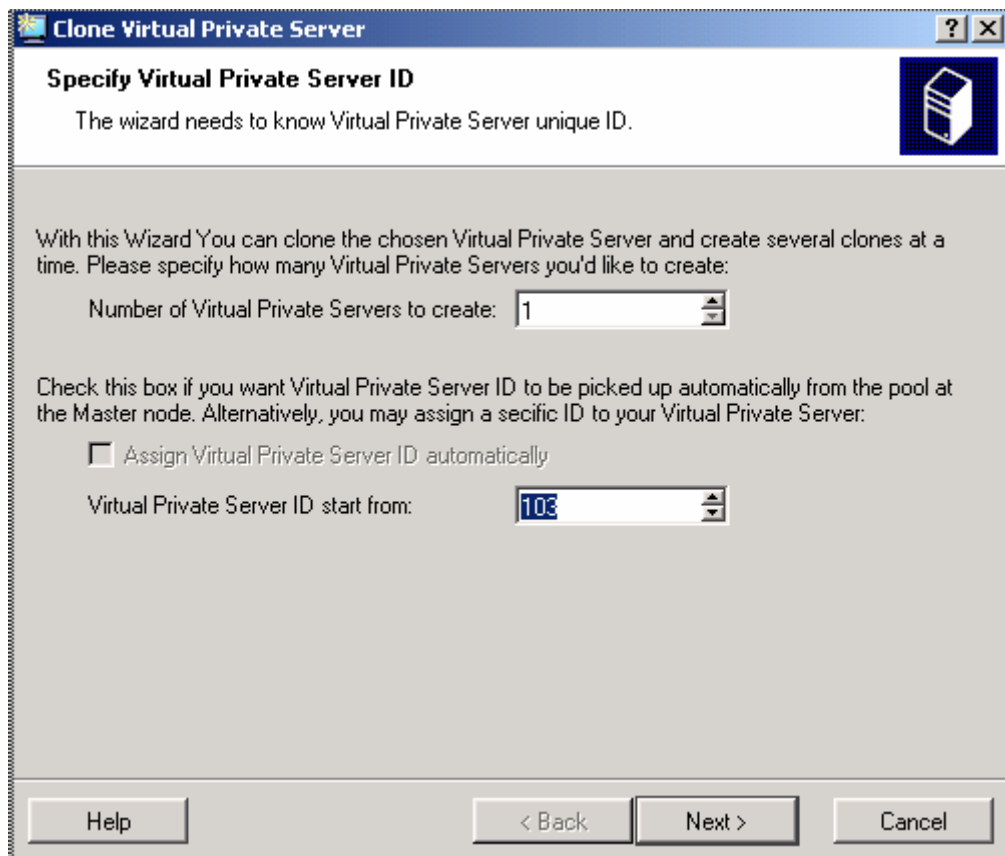 Clone Virtual Private Server
Specify Virtual Private Server ID
The wizard needs to know Virtual Private Server unique ID.
With this Wizard You can clone the chosen Virtual Private Server and create several clones at a
time. Please specify how many Virtual Private Servers you'd like to create:
Number of Virtual Private Servers to create: 1
Check this box if you want Virtual Private Server ID to be picked up automatically from the pool at
the Master node. Alternatively, you may assign a secific ID to your Virtual Private Server:
Assign Virtual Private Server ID automatically
Virtual Private Server ID start from: 103
Help < Back Next > Cancel